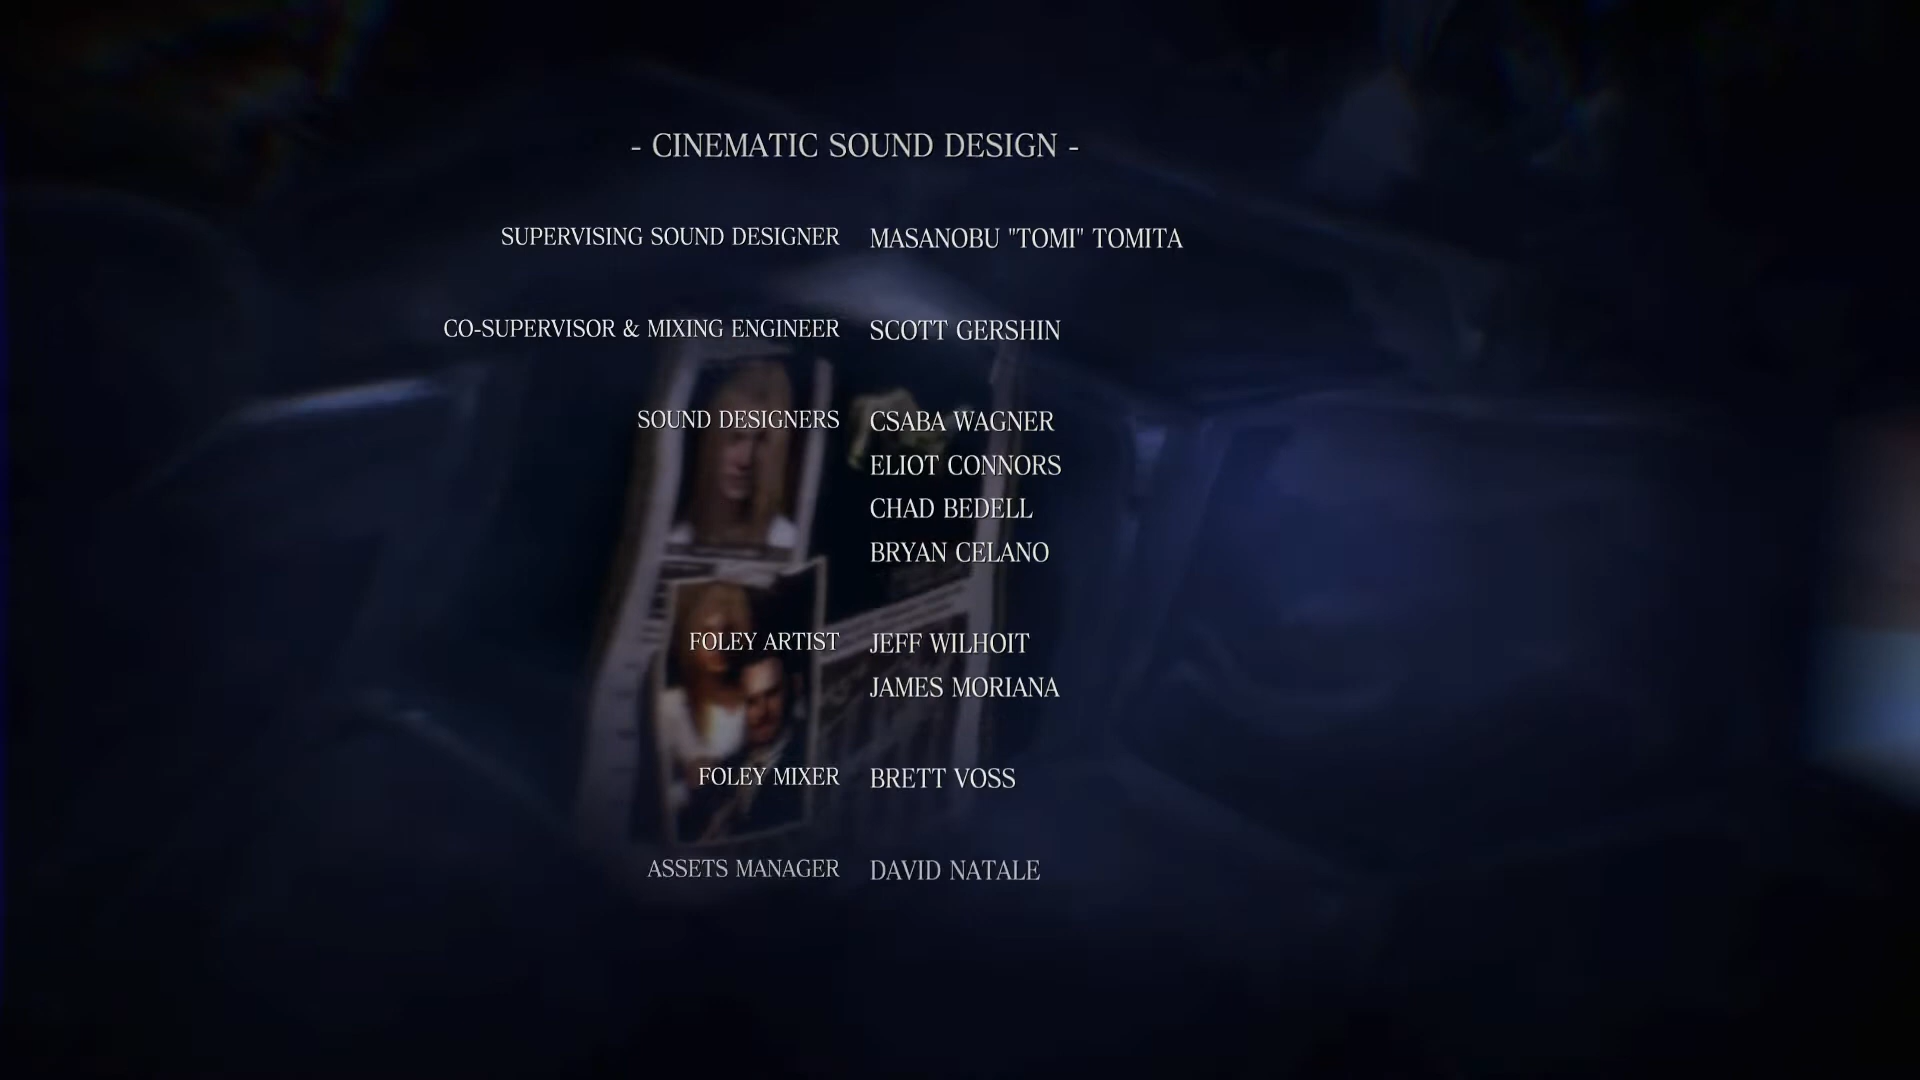 - CINEMATIC SOUND DESIGN -
SUPERVISING SOUND DESIGNER MASANOBU "TOMI" TOMITA
CO-SUPERVISOR & MIXING ENGINEER SCOTT GERSHIN
SOUND DESIGNERS CSABA WAGNER
ELIOT CONNORS
CHAD BEDELL
BRYAN CELANO
FOLEY ARTIST JEFF WILHOIT
JAMES MORIANA
FOLEY MIXER BRETT VOSS
ASSETS MANAGER DAVID NATALE